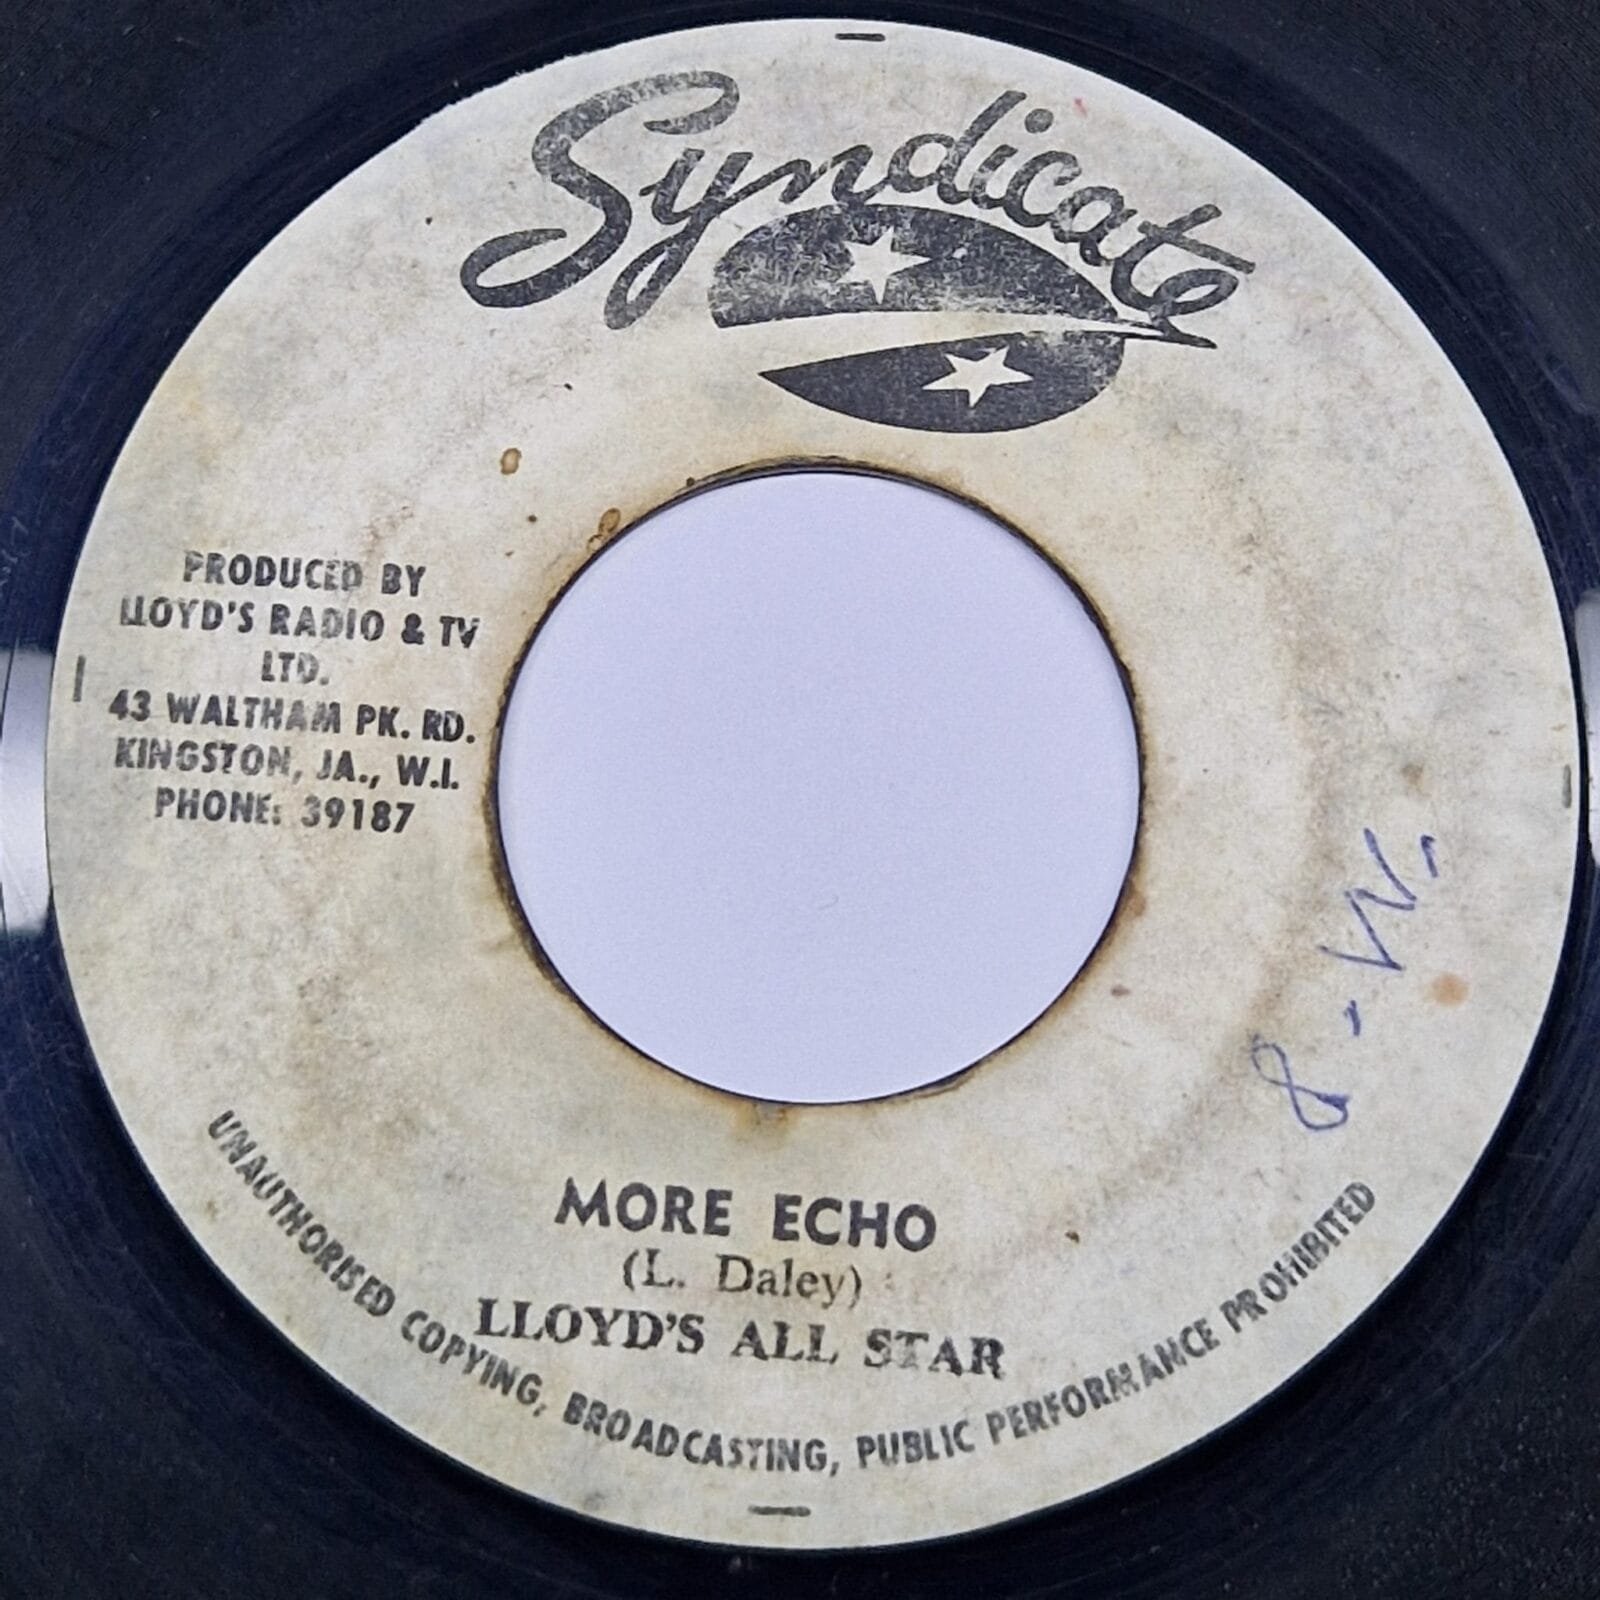 Syndicate
PRODUCED BY
LLOYD'S RADIO & TV
LTD.
43 WALTHAM PK. RD.
KINGSTON, JA., W.I.
PHONE: 39187
8-W.
MORE ECHO
(L. Daley)
LLOYD'S ALL STAR
UNAUTHORISED COPYING, BROADCASTING, PUBLIC PERFORMANCE PROHIBITED